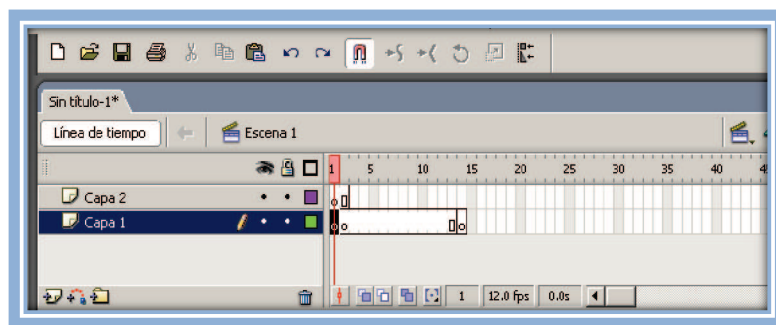 Sin título-1*
Línea de tiempo Escena 1
1 5 10 15 20 25 30 35 40
Capa 2
Capa 1
1 12.0 fps 0.0s